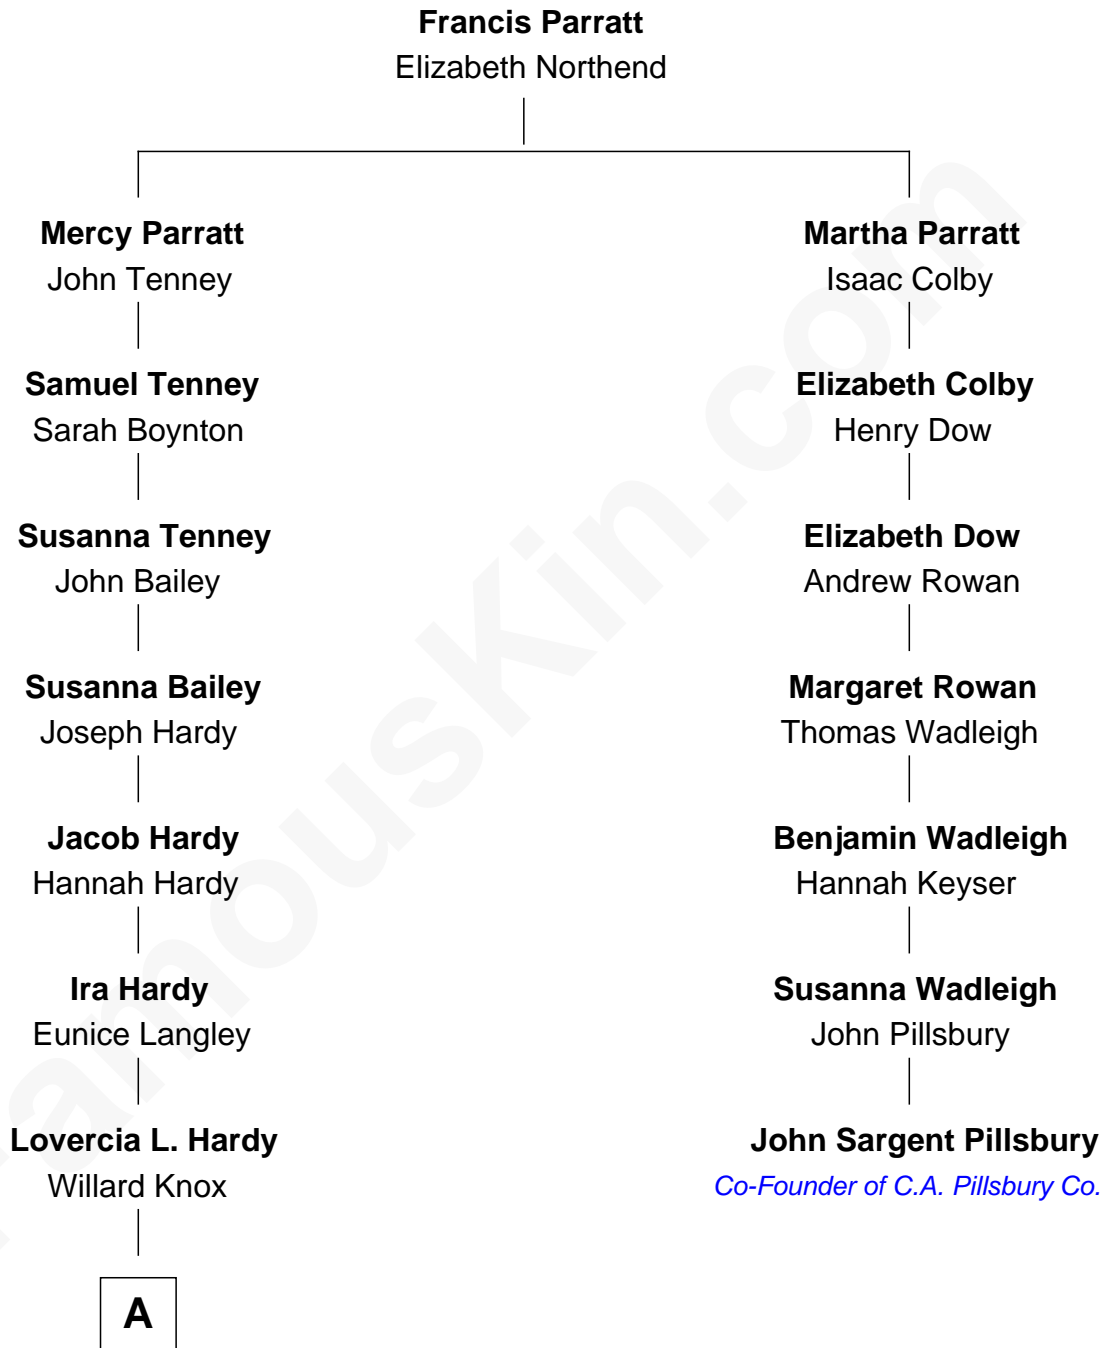 Francis Parratt
Elizabeth Northend
Mercy Parratt
John Tenney
Samuel Tenney
Sarah Boynton
Susanna Tenney
John Bailey
Susanna Bailey
Joseph Hardy
Jacob Hardy
Hannah Hardy
Ira Hardy
Eunice Langley
Lovercia L. Hardy
Willard Knox
A
Martha Parratt
Isaac Colby
Elizabeth Colby
Henry Dow
Elizabeth Dow
Andrew Rowan
Margaret Rowan
Thomas Wadleigh
Benjamin Wadleigh
Hannah Keyser
Susanna Wadleigh
John Pillsbury
John Sargent Pillsbury
Co-Founder of C.A. Pillsbury Co.
FamousKin.com